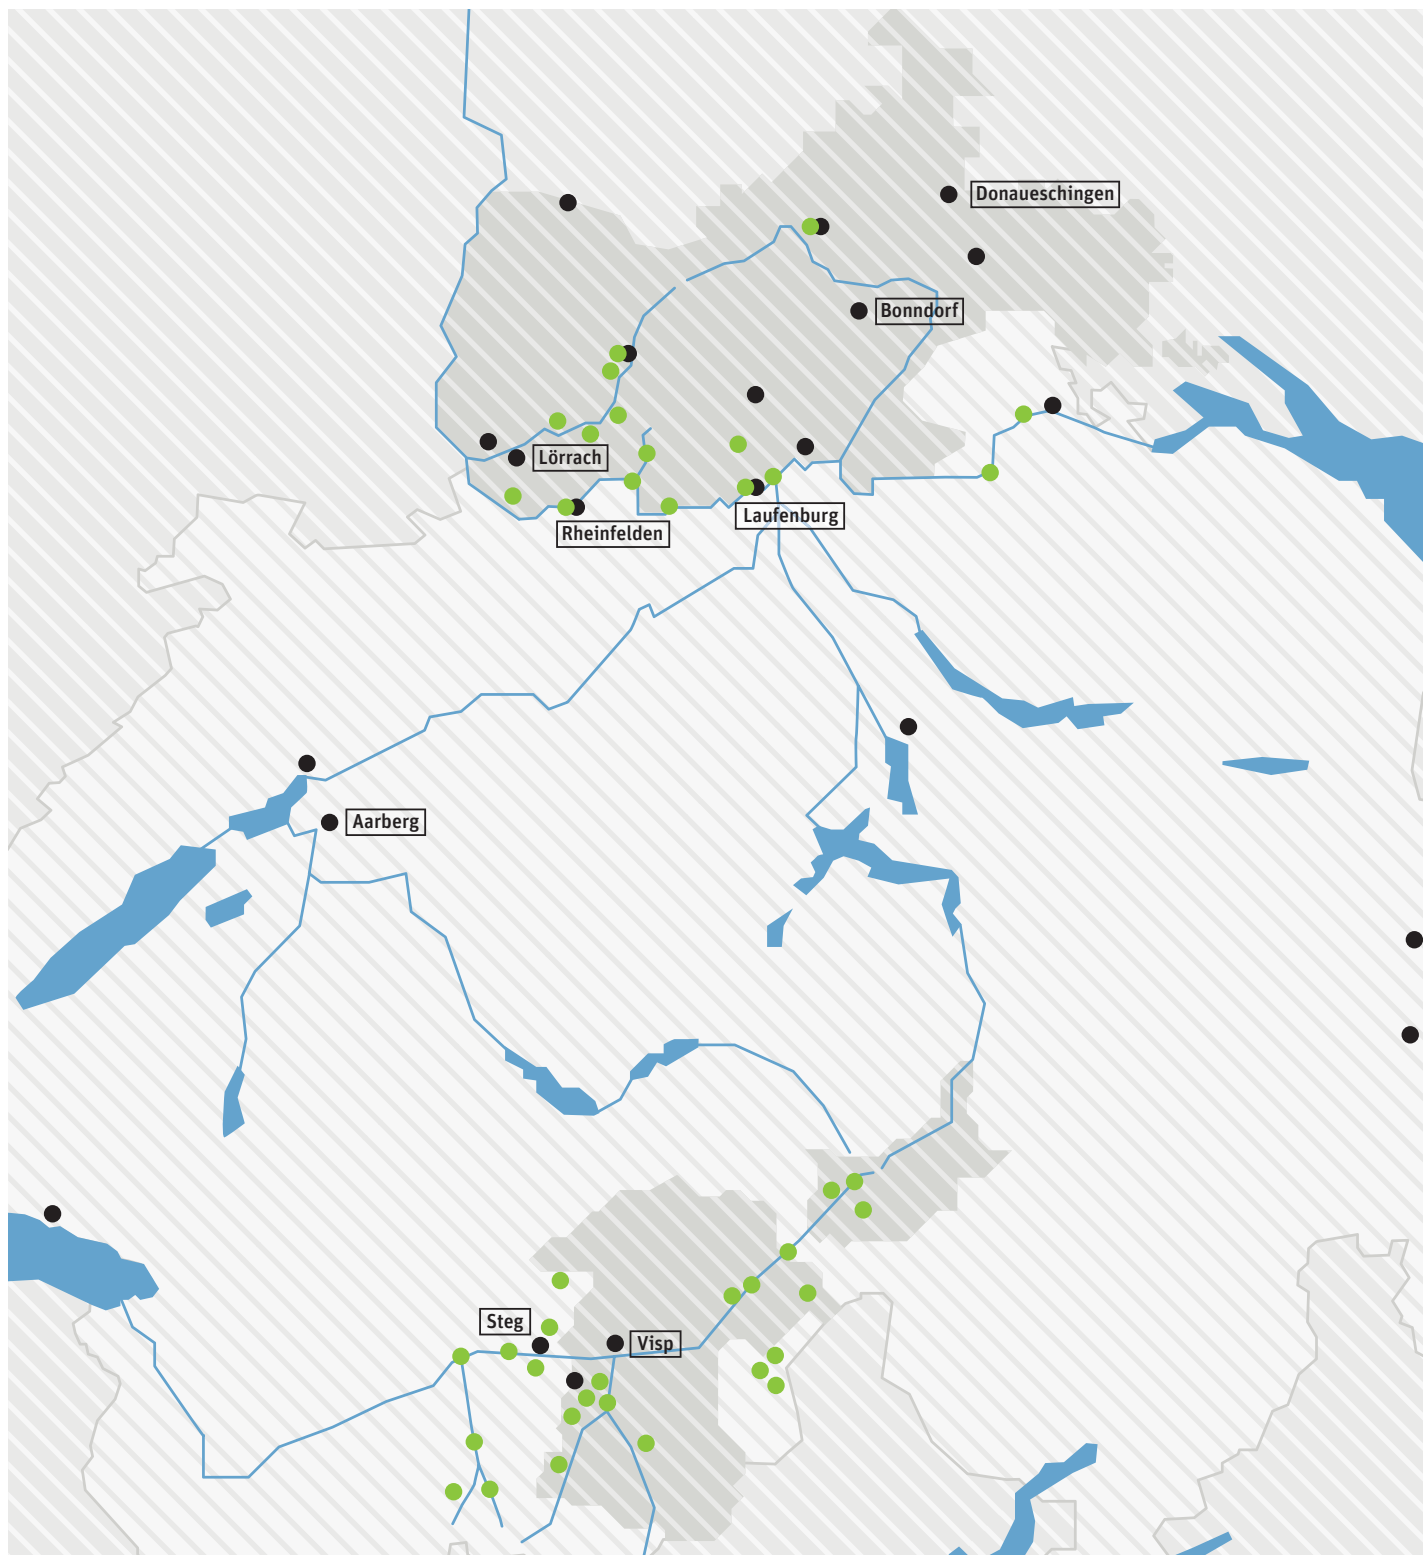 Donaueschingen
Bonndorf
Lörrach
Laufenburg
Rheinfelden
Aarberg
Steg
Visp